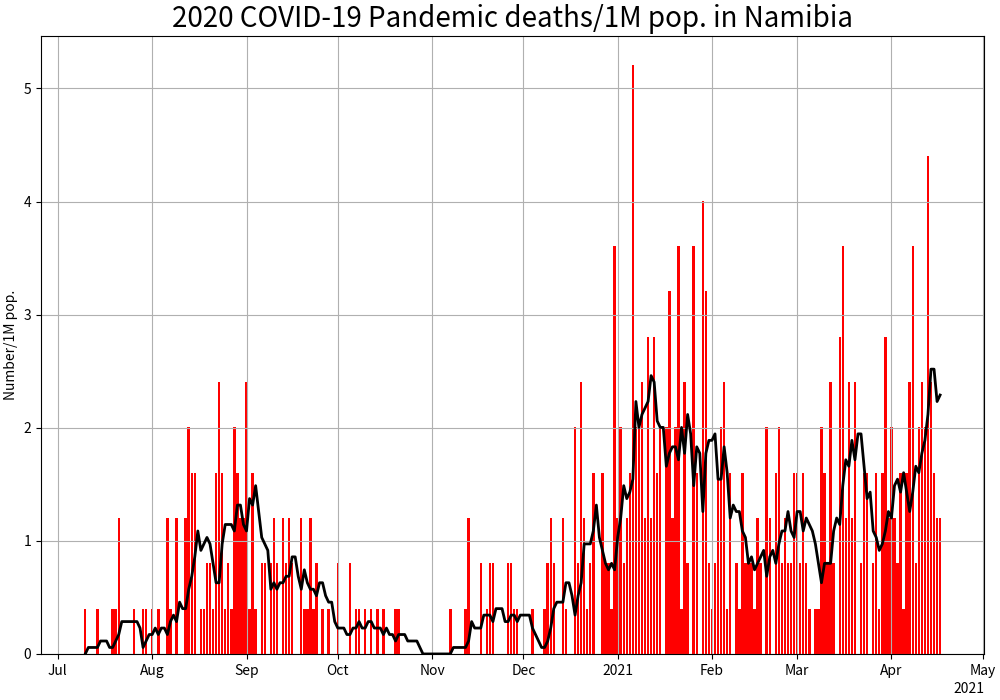 2020 COVID-19 Pandemic deaths/1M pop. in Namibia
Number/1M pop.
5
4
3
2
1
0
Jul Aug Sep Oct Nov Dec 2021 Feb Mar Apr May
2021